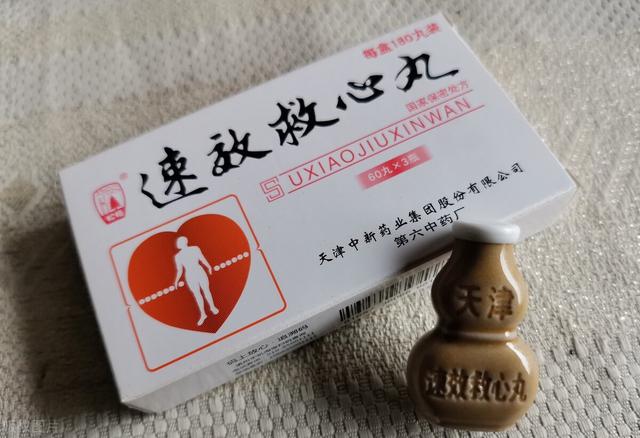 每盒180丸装
速效救心丸
国家保密处方
SUXIAOJIUXINWAN
60丸×3瓶
天津中新药业集团股份有限公司
第六中药厂
松柏
天津
速效救心丸